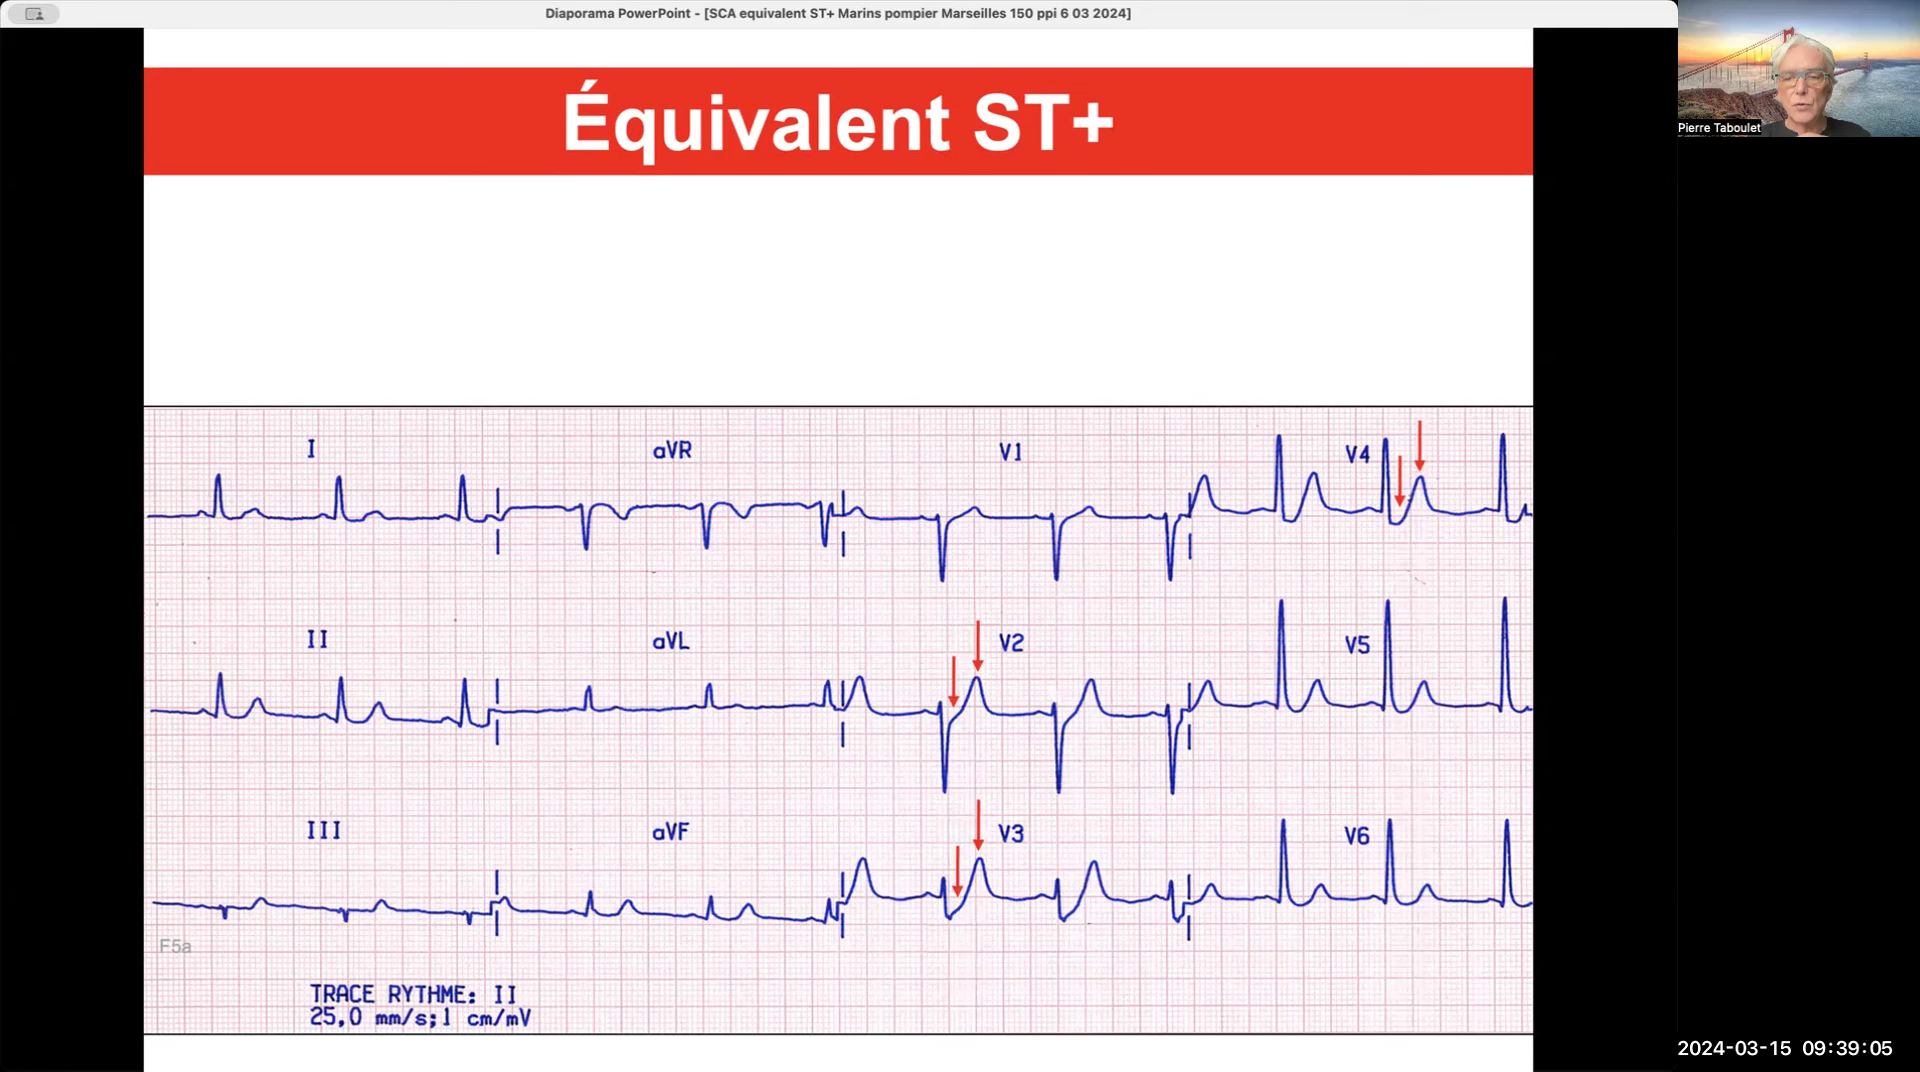 Diaporama PowerPoint - [SCA equivalent ST+ Marins pompier Marseilles 150 ppi 6 03 2024]
Équivalent ST+
Pierre Taboulet
I
aVR
V1
V4
II
aVL
V2
V5
III
aVF
V3
V6
F5a
TRACE RYTHME: II
25,0 mm/s;1 cm/mV
2024-03-15 09:39:05